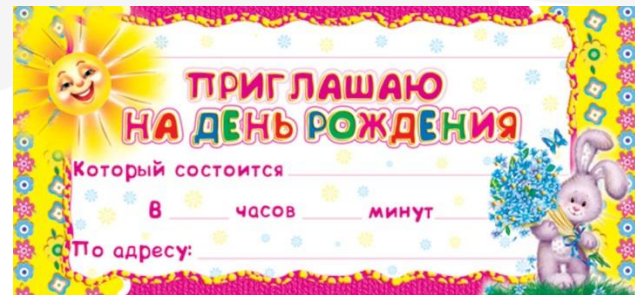 ПРИГЛАШАЮ
НА ДЕНЬ РОЖДЕНИЯ
Который состоится
В часов минут
По адресу: